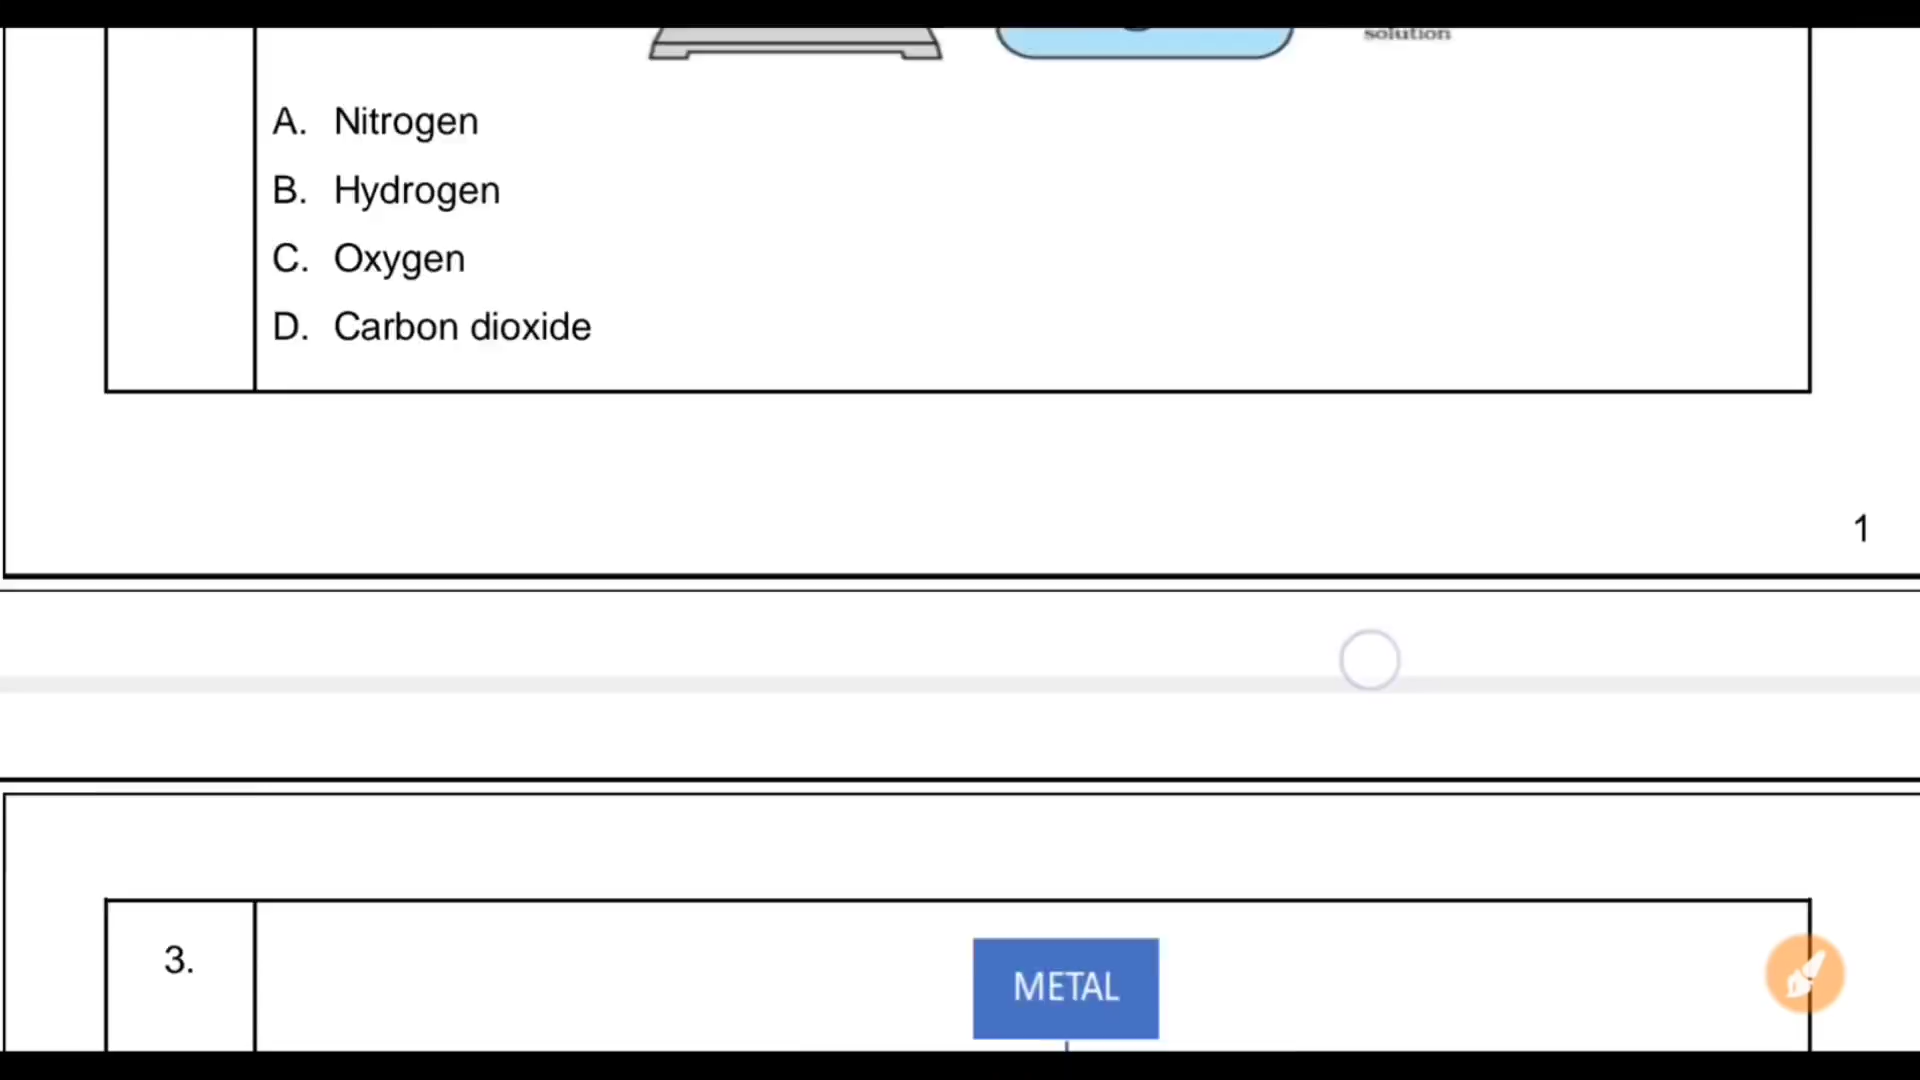 solution
A. Nitrogen
B. Hydrogen
C. Oxygen
D. Carbon dioxide
1
3.
METAL